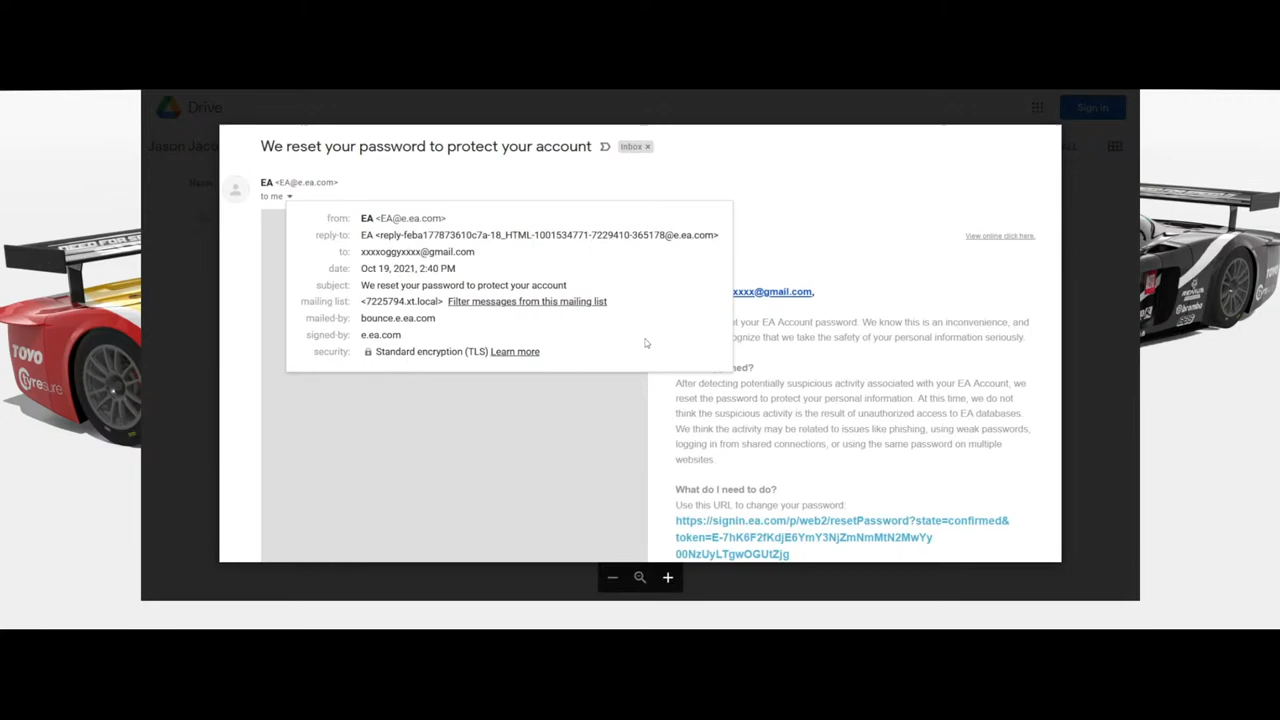 Drive
Sign in
Jason Jaco
Name
We reset your password to protect your account
Inbox ×
EA <EA@e.ea.com>
to me
from: EA <EA@e.ea.com>
reply-to: EA <reply-feba177873610c7a-18_HTML-1001534771-7229410-365178@e.ea.com>
to: xxxxoggyxxxx@gmail.com
date: Oct 19, 2021, 2:40 PM
subject: We reset your password to protect your account
mailing list: <7225794.xt.local> Filter messages from this mailing list
mailed-by: bounce.e.ea.com
signed-by: e.ea.com
security: Standard encryption (TLS) Learn more
View online click here.
xxxx@gmail.com,
your EA Account password. We know this is an inconvenience, and
ognize that we take the safety of your personal information seriously.
ned?
After detecting potentially suspicious activity associated with your EA Account, we
reset the password to protect your personal information. At this time, we do not
think the suspicious activity is the result of unauthorized access to EA databases.
We think the activity may be related to issues like phishing, using weak passwords,
logging in from shared connections, or using the same password on multiple
websites.
What do I need to do?
Use this URL to change your password:
https://signin.ea.com/p/web2/resetPassword?state=confirmed&
token=E-7hK6F2fKdjE6YmY3NjZmNmMtN2MwYy
00NzUyLTgwOGUtZjg
NEED FOR
TOYO
tyresure
brembo